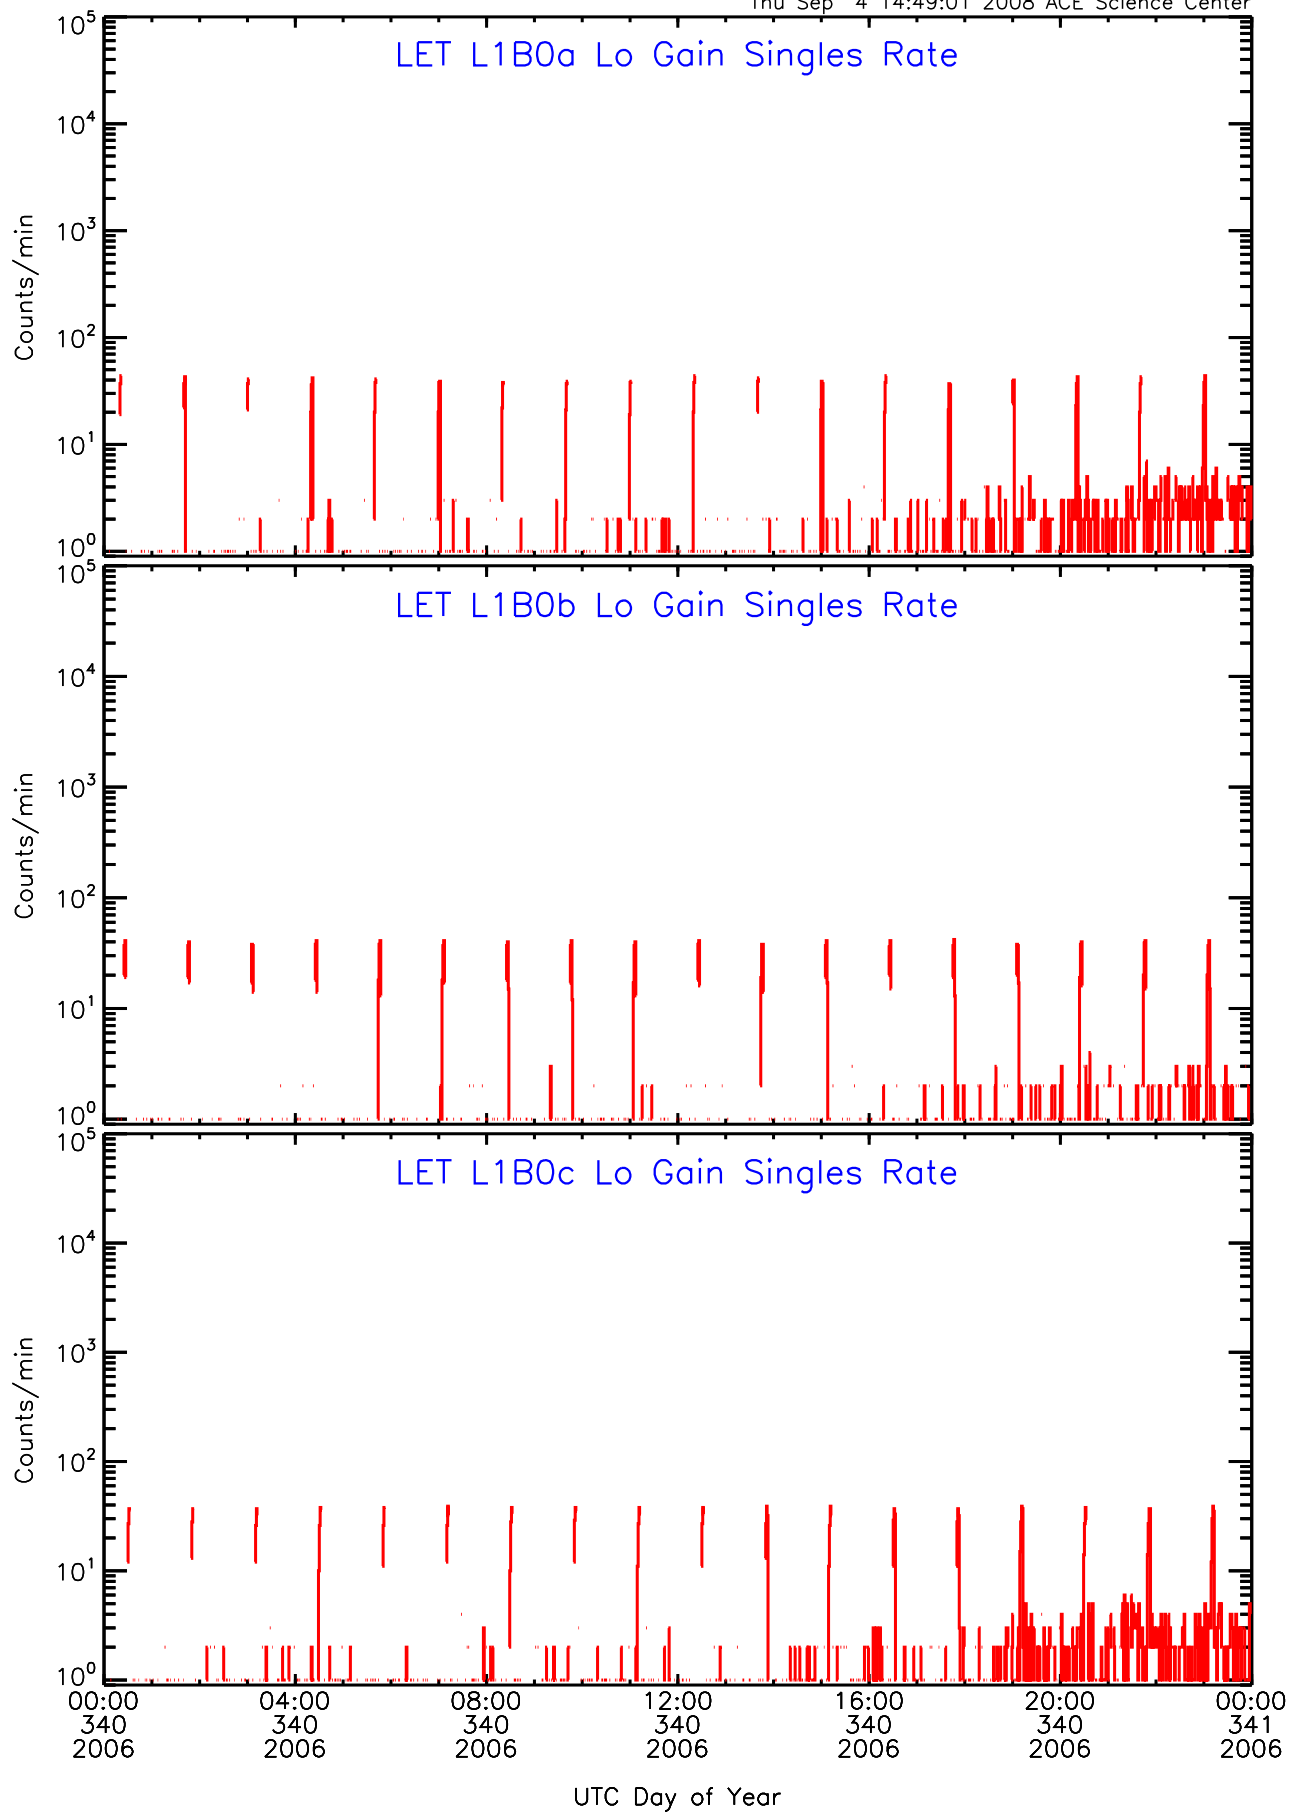 Thu Sep 4 14:49:01 2008 ACE Science Center
LET L1B0a Lo Gain Singles Rate
10^5
10^4
10^3
10^2
10^1
10^0
Counts/min
LET L1B0b Lo Gain Singles Rate
10^5
10^4
10^3
10^2
10^1
10^0
Counts/min
LET L1B0c Lo Gain Singles Rate
10^5
10^4
10^3
10^2
10^1
10^0
Counts/min
00:00 04:00 08:00 12:00 16:00 20:00 00:00
340 340 340 340 340 340 341
2006 2006 2006 2006 2006 2006 2006
UTC Day of Year